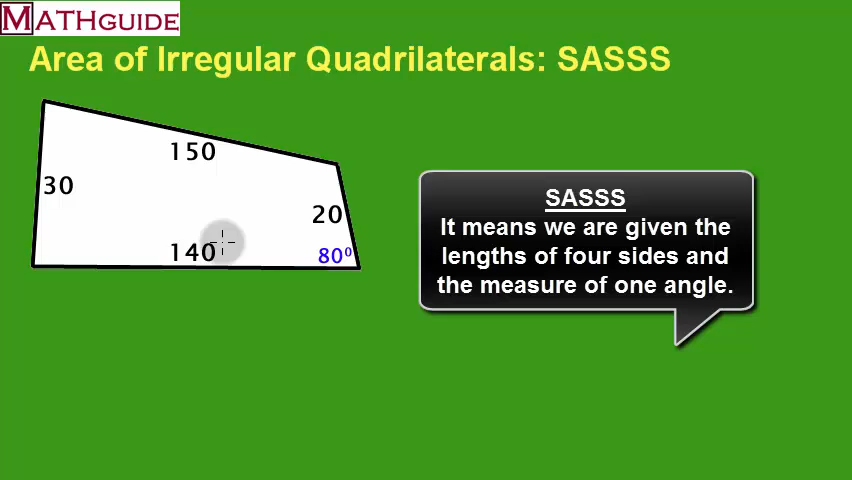 MATHGUIDE
Area of Irregular Quadrilaterals: SASSS
150
30
20
140
80⁰
SASSS
It means we are given the
lengths of four sides and
the measure of one angle.